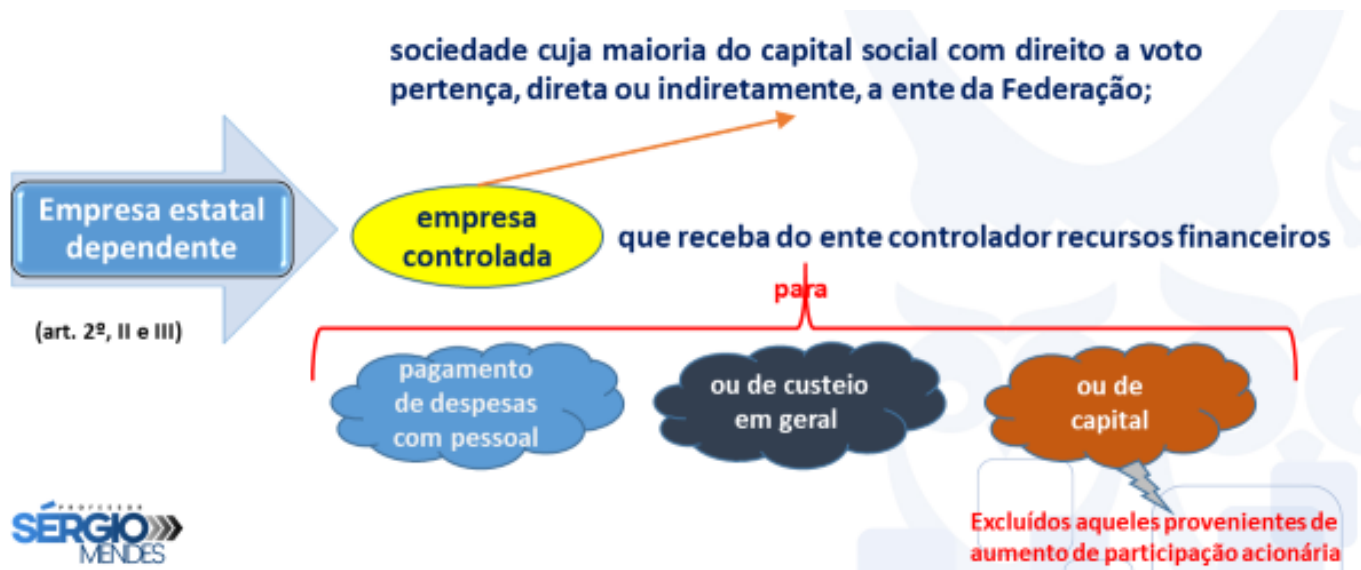 sociedade cuja maioria do capital social com direito a voto
pertença, direta ou indiretamente, a ente da Federação;
Empresa estatal
dependente
empresa
controlada
que receba do ente controlador recursos financeiros
para
(art. 2º, II e III)
pagamento
de despesas
com pessoal
ou de custeio
em geral
ou de
capital
Excluídos aqueles provenientes de
aumento de participação acionária
PROFESSOR
SÉRGIO
MENDES